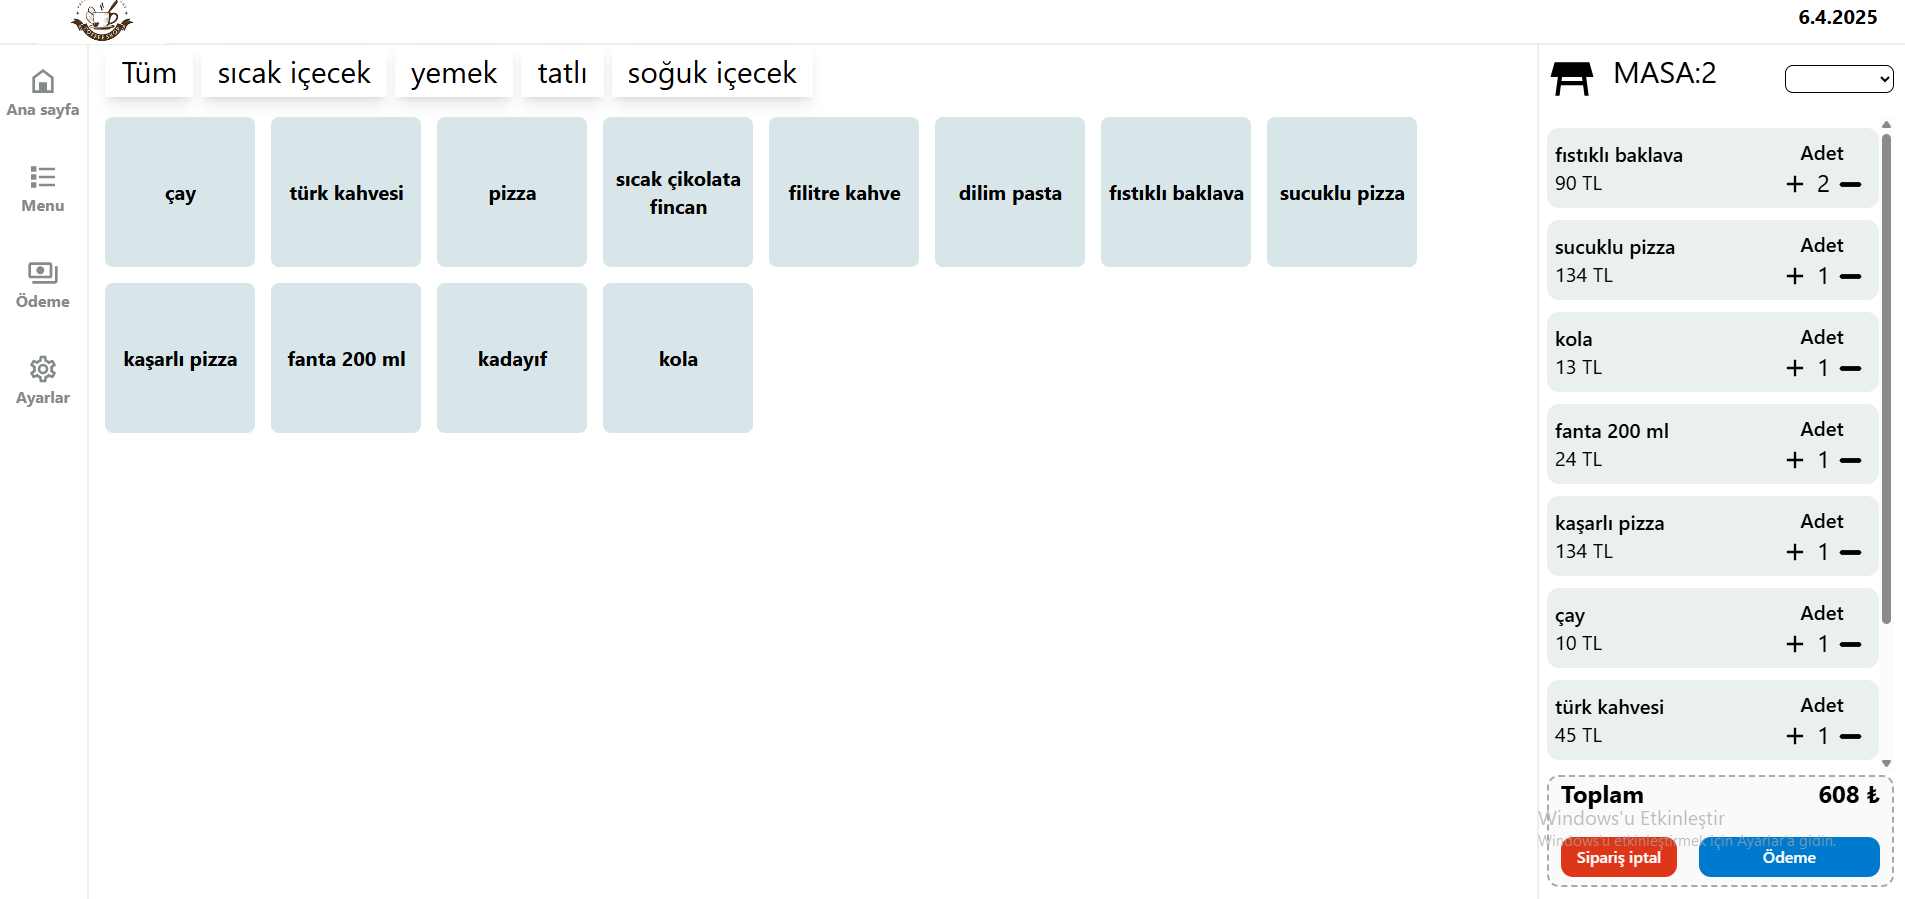 COFFEE SHOP
6.4.2025
Ana sayfa
Menu
Ödeme
Ayarlar
Tüm
sıcak içecek
yemek
tatlı
soğuk içecek
çay
türk kahvesi
pizza
sıcak çikolata
fincan
filitre kahve
dilim pasta
fıstıklı baklava
sucuklu pizza
kaşarlı pizza
fanta 200 ml
kadayıf
kola
MASA:2
fıstıklı baklava
Adet
90 TL
+ 2 −
sucuklu pizza
Adet
134 TL
+ 1 −
kola
Adet
13 TL
+ 1 −
fanta 200 ml
Adet
24 TL
+ 1 −
kaşarlı pizza
Adet
134 TL
+ 1 −
çay
Adet
10 TL
+ 1 −
türk kahvesi
Adet
45 TL
+ 1 −
Toplam
608 ₺
Windows'u Etkinleştir
Windows'u etkinleştirmek için Ayarlar'a gidin.
Sipariş iptal
Ödeme